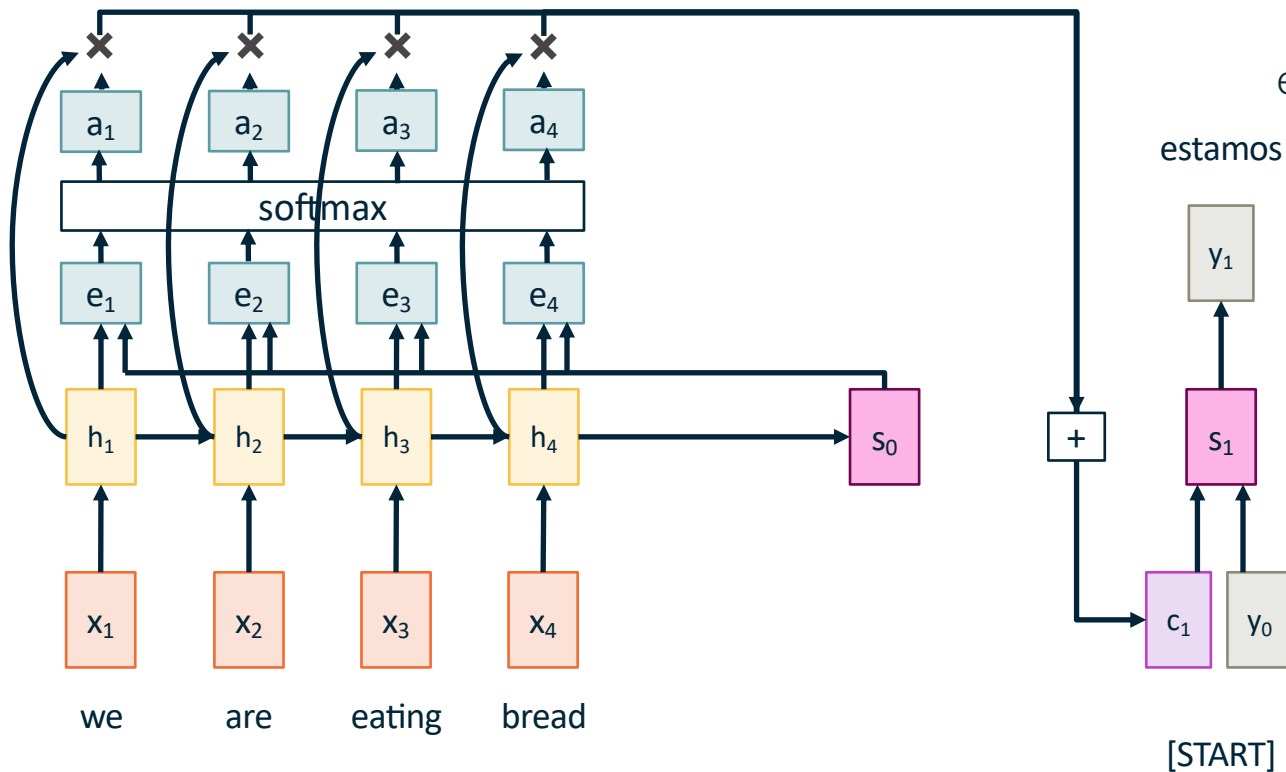 e
estamos
a₁ a₂ a₃ a₄
softmax
y₁
e₁ e₂ e₃ e₄
h₁ h₂ h₃ h₄ s₀ + s₁
x₁ x₂ x₃ x₄ c₁ y₀
we are eating bread
[START]